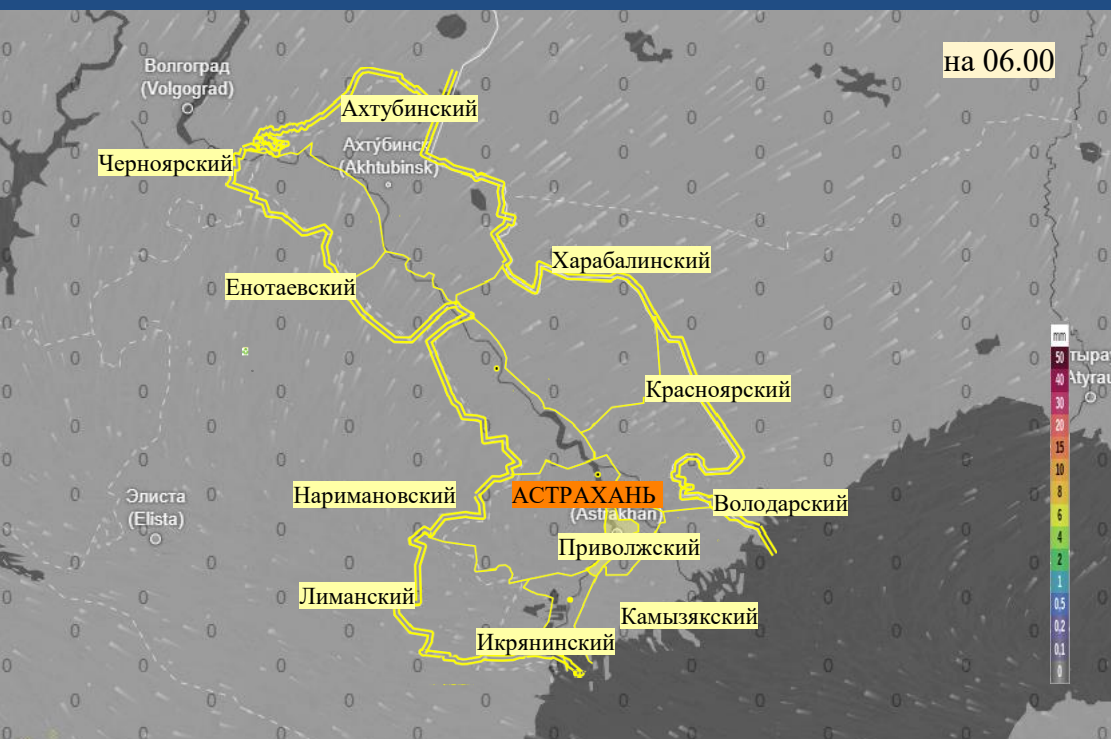 на 06.00
Волгоград
(Volgograd)
Ахтубинский
Ахтубинск
(Akhtubinsk)
Черноярский
Харабалинский
Енотаевский
mm
50
40
30
20
15
10
8
6
4
2
1
0,5
0,2
0,1
0
тырау
Atyrau
Красноярский
Элиста
(Elista)
Наримановский
АСТРАХАНЬ
(Astrakhan)
Володарский
Приволжский
Лиманский
Камызякский
Икрянинский